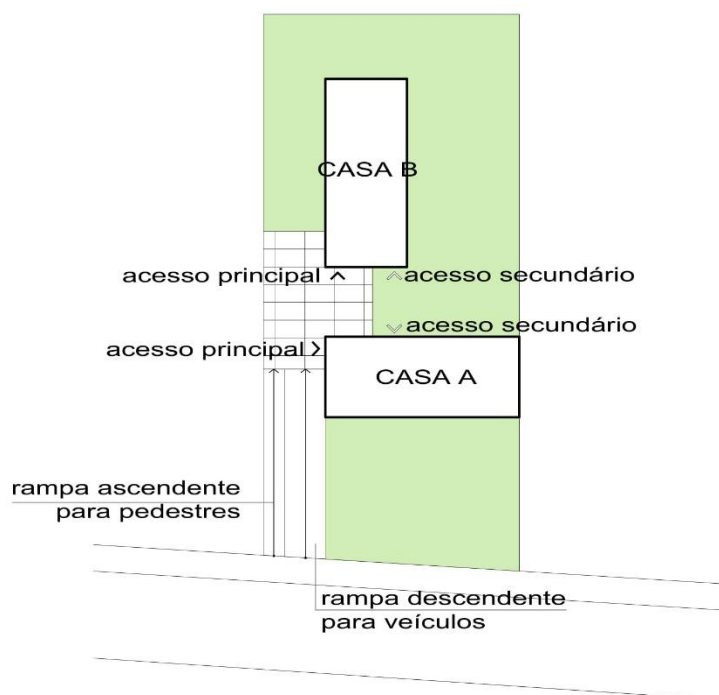 CASA B
acesso principal
acesso secundário
acesso secundário
acesso principal
CASA A
rampa ascendente
para pedestres
rampa descendente
para veículos